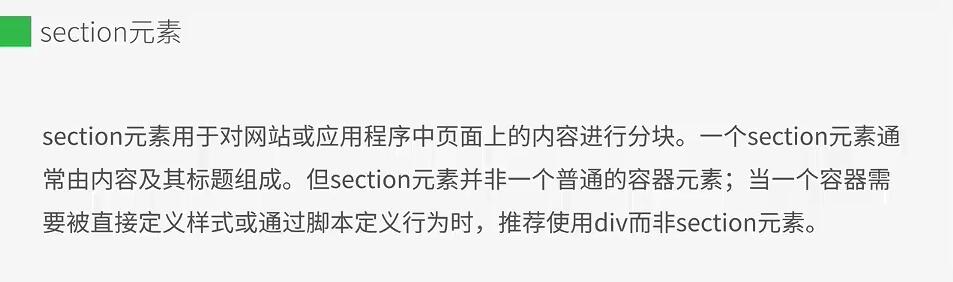 section元素
section元素用于对网站或应用程序中页面上的内容进行分块。一个section元素通
常由内容及其标题组成。但section元素并非一个普通的容器元素；当一个容器需
要被直接定义样式或通过脚本定义行为时，推荐使用div而非section元素。